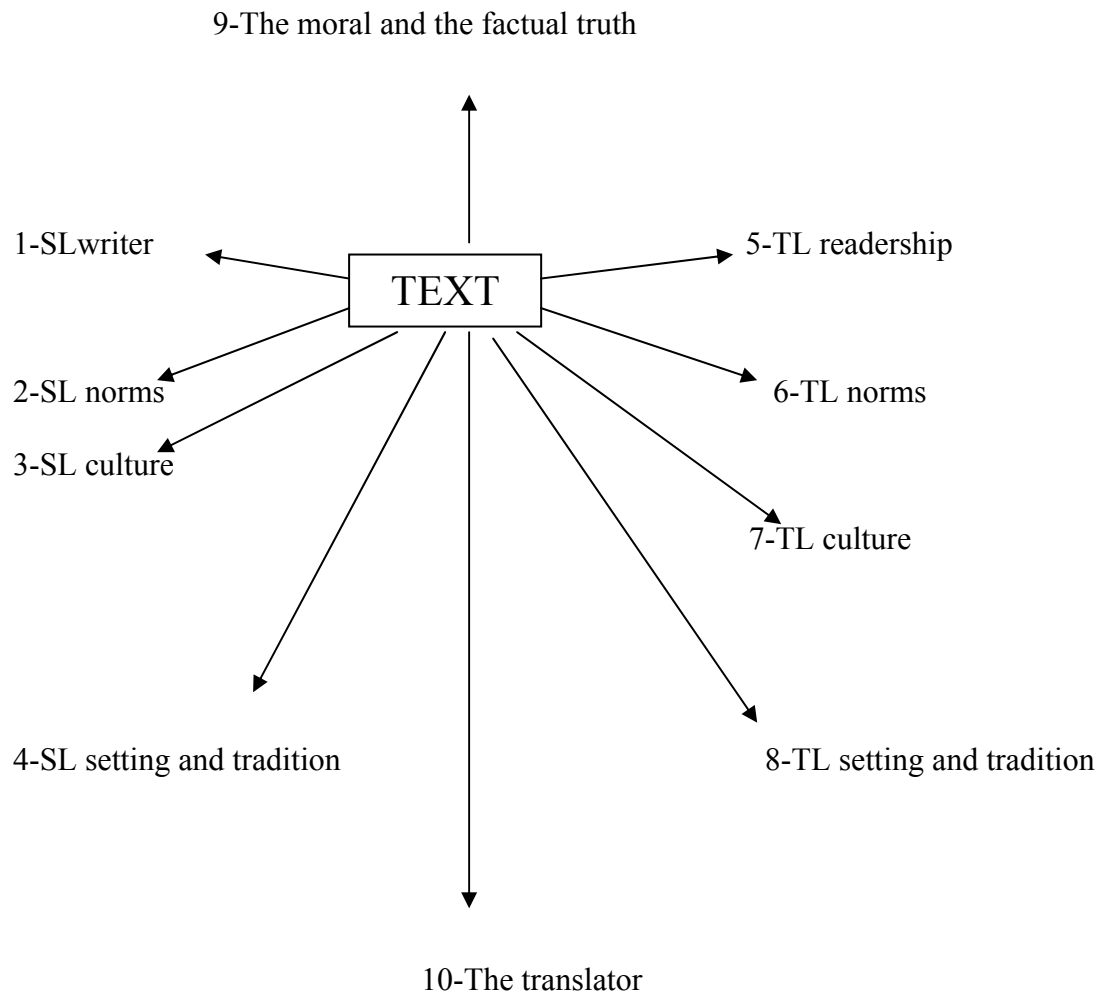 9-The moral and the factual truth
1-SLwriter
5-TL readership
TEXT
2-SL norms
6-TL norms
3-SL culture
7-TL culture
4-SL setting and tradition
8-TL setting and tradition
10-The translator